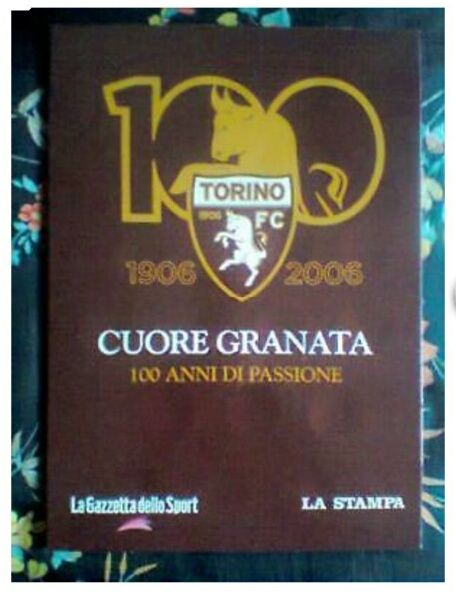 100
TORINO
1906 FC
1906 2006
CUORE GRANATA
100 ANNI DI PASSIONE
La Gazzetta dello Sport LA STAMPA